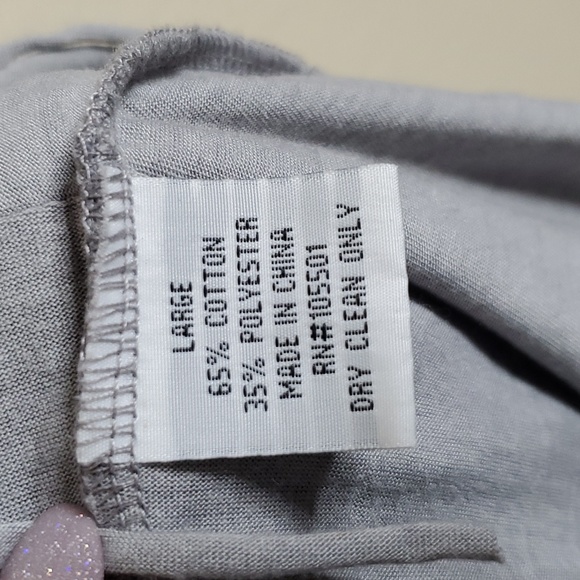 LARGE
65% COTTON
35% POLYESTER
MADE IN CHINA
RN#105501
DRY CLEAN ONLY